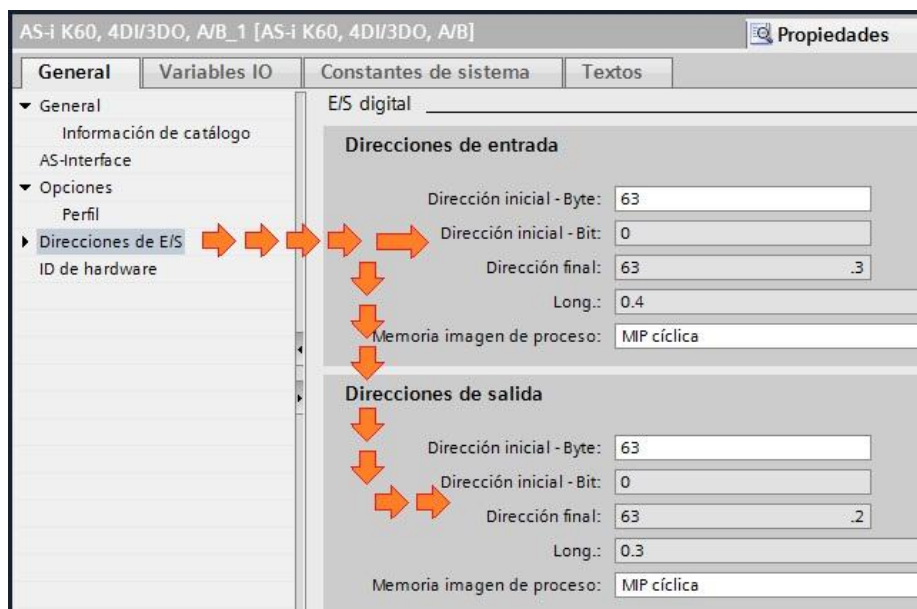 AS-i K60, 4DI/3DO, A/B_1 [AS-i K60, 4DI/3DO, A/B]
Propiedades
General
Variables IO
Constantes de sistema
Textos
General
Información de catálogo
AS-Interface
Opciones
Perfil
Direcciones de E/S
ID de hardware
E/S digital
Direcciones de entrada
Dirección inicial - Byte: 63
Dirección inicial - Bit: 0
Dirección final: 63 .3
Long.: 0.4
Memoria imagen de proceso: MIP cíclica
Direcciones de salida
Dirección inicial - Byte: 63
Dirección inicial - Bit: 0
Dirección final: 63 .2
Long.: 0.3
Memoria imagen de proceso: MIP cíclica